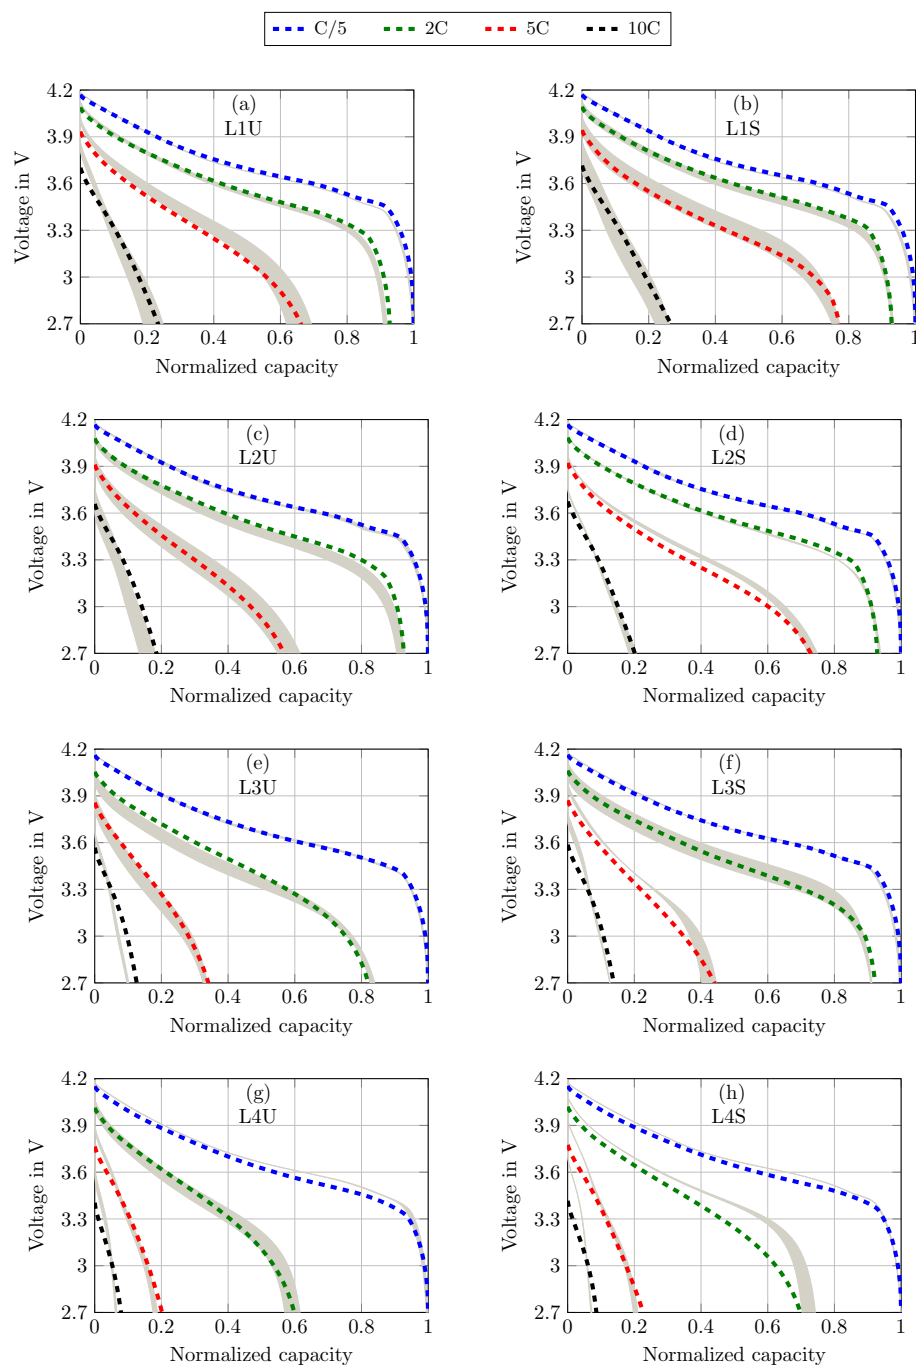 C/5 2C 5C 10C
(a)
L1U
4.2
3.9
3.6
3.3
3
2.7
Voltage in V
0 0.2 0.4 0.6 0.8 1
Normalized capacity
(b)
L1S
4.2
3.9
3.6
3.3
3
2.7
Voltage in V
0 0.2 0.4 0.6 0.8 1
Normalized capacity
(c)
L2U
4.2
3.9
3.6
3.3
3
2.7
Voltage in V
0 0.2 0.4 0.6 0.8 1
Normalized capacity
(d)
L2S
4.2
3.9
3.6
3.3
3
2.7
Voltage in V
0 0.2 0.4 0.6 0.8 1
Normalized capacity
(e)
L3U
4.2
3.9
3.6
3.3
3
2.7
Voltage in V
0 0.2 0.4 0.6 0.8 1
Normalized capacity
(f)
L3S
4.2
3.9
3.6
3.3
3
2.7
Voltage in V
0 0.2 0.4 0.6 0.8 1
Normalized capacity
(g)
L4U
4.2
3.9
3.6
3.3
3
2.7
Voltage in V
0 0.2 0.4 0.6 0.8 1
Normalized capacity
(h)
L4S
4.2
3.9
3.6
3.3
3
2.7
Voltage in V
0 0.2 0.4 0.6 0.8 1
Normalized capacity